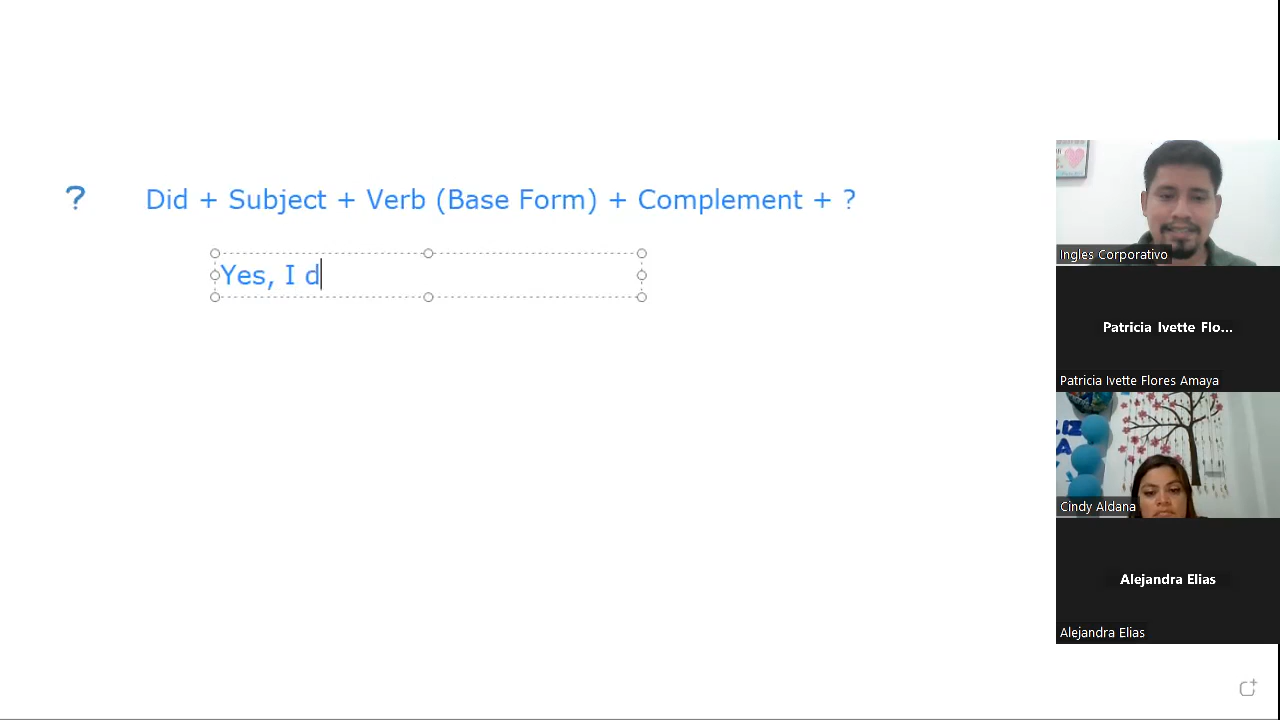 ? Did + Subject + Verb (Base Form) + Complement + ?
Yes, I d
Ingles Corporativo
Patricia Ivette Flo...
Patricia Ivette Flores Amaya
Cindy Aldana
Alejandra Elias
Alejandra Elias